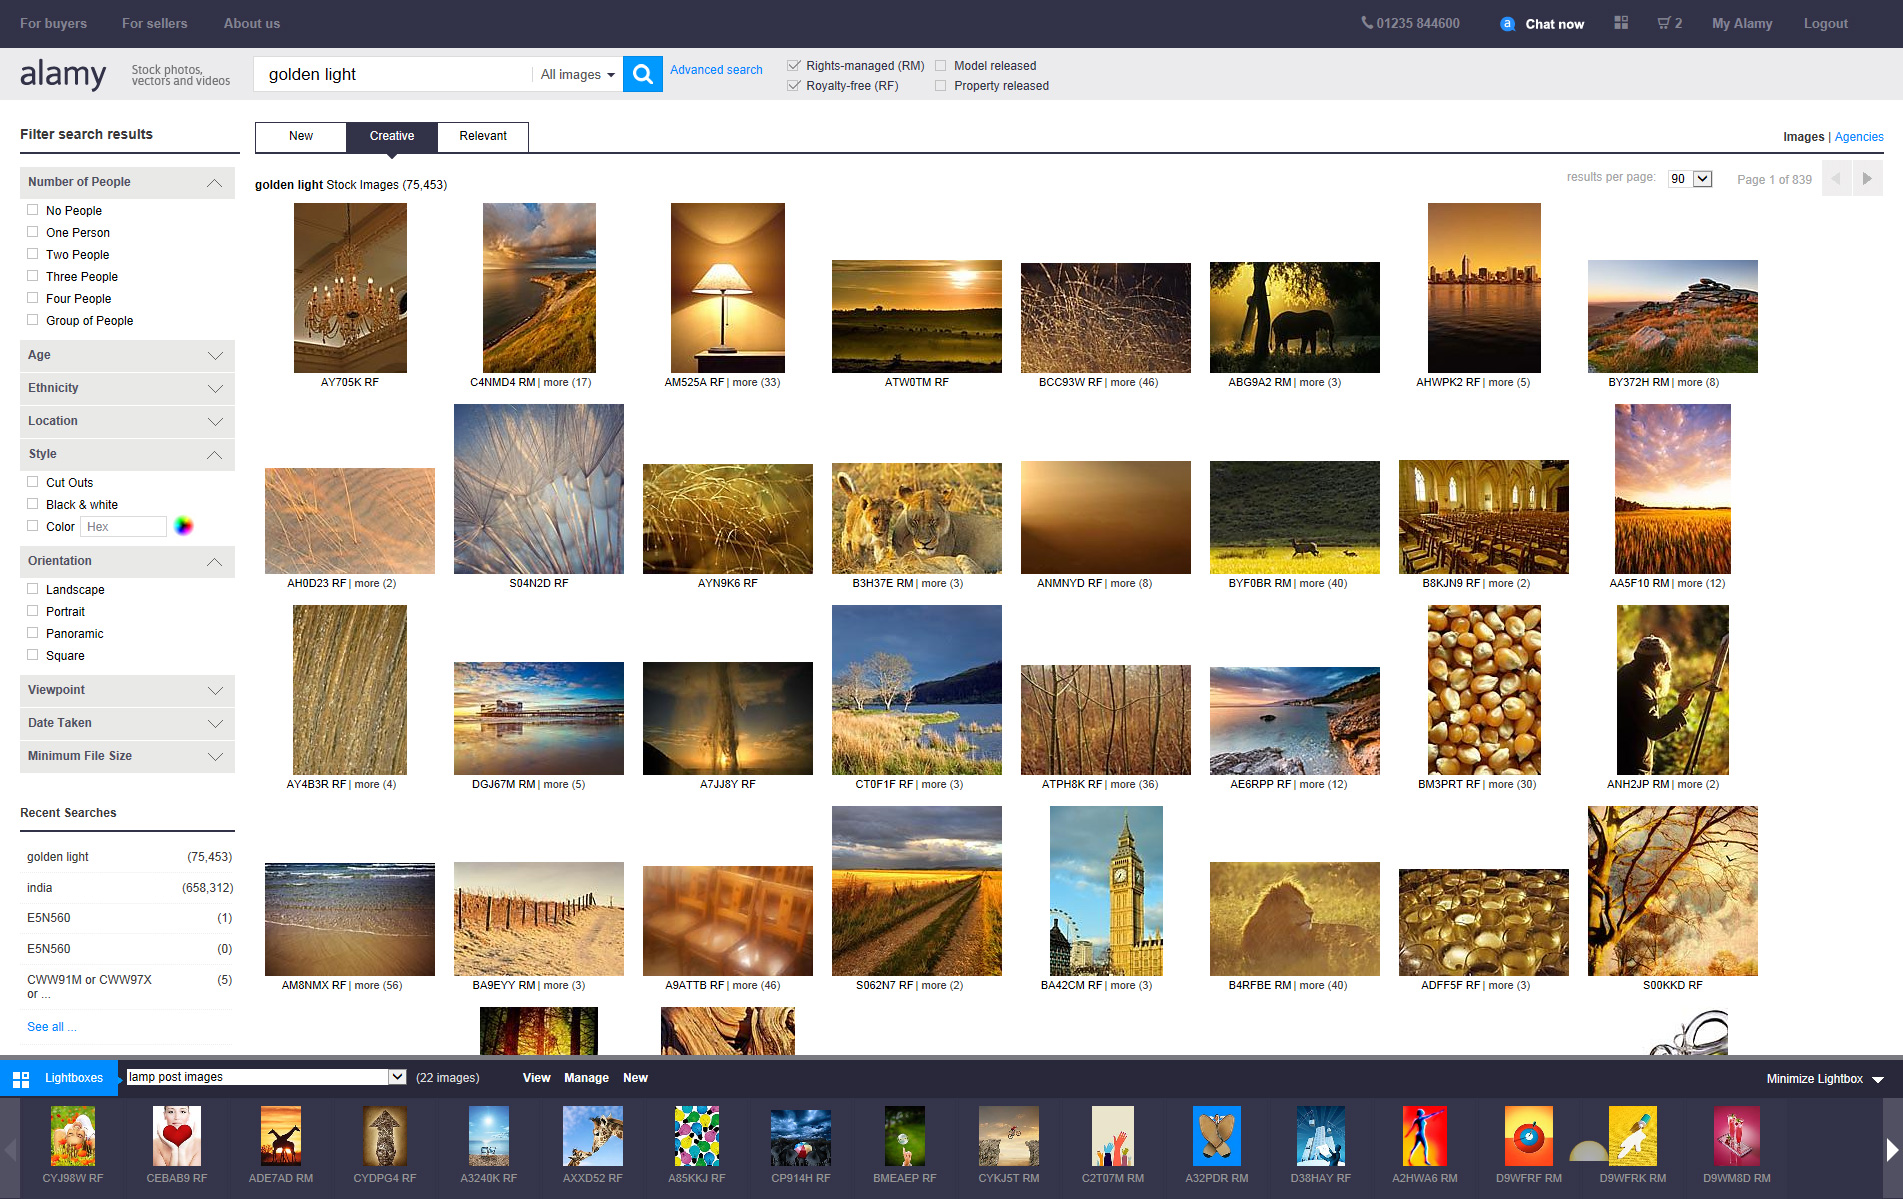 For buyers
For sellers
About us
01235 844600
a
Chat now
2
My Alamy
Logout
alamy
Stock photos,
vectors and videos
golden light
All images
Advanced search
Rights-managed (RM)
Model released
Royalty-free (RF)
Property released
Filter search results
New
Creative
Relevant
Images | Agencies
golden light Stock Images (75,453)
results per page:
90
Page 1 of 839
Number of People
No People
One Person
Two People
Three People
Four People
Group of People
Age
Ethnicity
Location
Style
Cut Outs
Black & white
Color
Hex
Orientation
Landscape
Portrait
Panoramic
Square
Viewpoint
Date Taken
Minimum File Size
Recent Searches
golden light (75,453)
india (658,312)
E5N560 (1)
E5N560 (0)
CWW91M or CWW97X (5)
or ...
See all ...
AY705K RF
C4NMD4 RM | more (17)
AM525A RF | more (33)
ATW0TM RF
BCC93W RF | more (46)
ABG9A2 RM | more (3)
AHWPK2 RF | more (5)
BY372H RM | more (8)
AH0D23 RF | more (2)
S04N2D RF
AYN9K6 RF
B3H37E RM | more (3)
ANMNYD RF | more (8)
BYF0BR RM | more (40)
B8KJN9 RF | more (2)
AA5F10 RM | more (12)
AY4B3R RF | more (4)
DGJ67M RM | more (5)
A7JJ8Y RF
CT0F1F RF | more (3)
ATPH8K RF | more (36)
AE6RPP RF | more (12)
BM3PRT RF | more (30)
ANH2JP RM | more (2)
AM8NMX RF | more (56)
BA9EYY RM | more (3)
A9ATTB RF | more (46)
S062N7 RF | more (2)
BA42CM RF | more (3)
B4RFBE RM | more (40)
ADFF5F RF | more (3)
S00KKD RF
Lightboxes
lamp post images
(22 images)
View
Manage
New
Minimize Lightbox
CYJ98W RF
CEBAB9 RF
ADE7AD RM
CYDPG4 RF
A3240K RF
AXXD52 RF
A85KKJ RF
CP914H RF
BMEAEP RF
CYKJ5T RM
C2T07M RM
A32PDR RM
D38HAY RF
A2HWA6 RM
D9WFRF RM
D9WFRK RM
D9WM8D RM